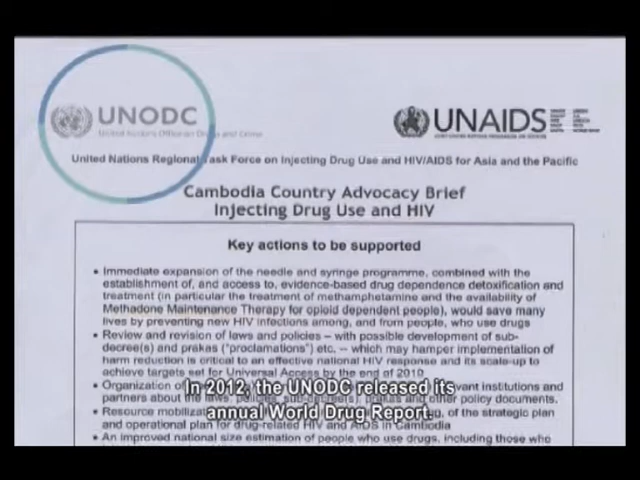 UNODC
United Nations Office on Drugs and Crime
UNAIDS
United Nations Regional Task Force on Injecting Drug Use and HIV/AIDS for Asia and the Pacific
Cambodia Country Advocacy Brief
Injecting Drug Use and HIV
Key actions to be supported
• Immediate expansion of the needle and syringe programme, combined with the
establishment of, and access to, evidence-based drug dependence detoxification and
treatment (in particular the treatment of methamphetamine and the availability of
Methadone Maintenance Therapy for opioid dependent people), would save many
lives by preventing new HIV infections among, and from people, who use drugs
• Review and revision of laws and policies – with possible development of sub-
decree(s) and prakas ("proclamations") etc. – which may hamper implementation of
harm reduction is critical to an effective national HIV response and its scale-up to
achieve targets set for Universal Access by the end of 2010
• Organization of vant institutions and
partners about the laws, policies, sub-decree(s), prakas and other policy documents.
• Resource mobilizat g, of the strategic plan
and operational plan for drug-related HIV and AIDS in Cambodia
• An improved national size estimation of people who use drugs, including those who
In 2012, the UNODC released its
annual World Drug Report.